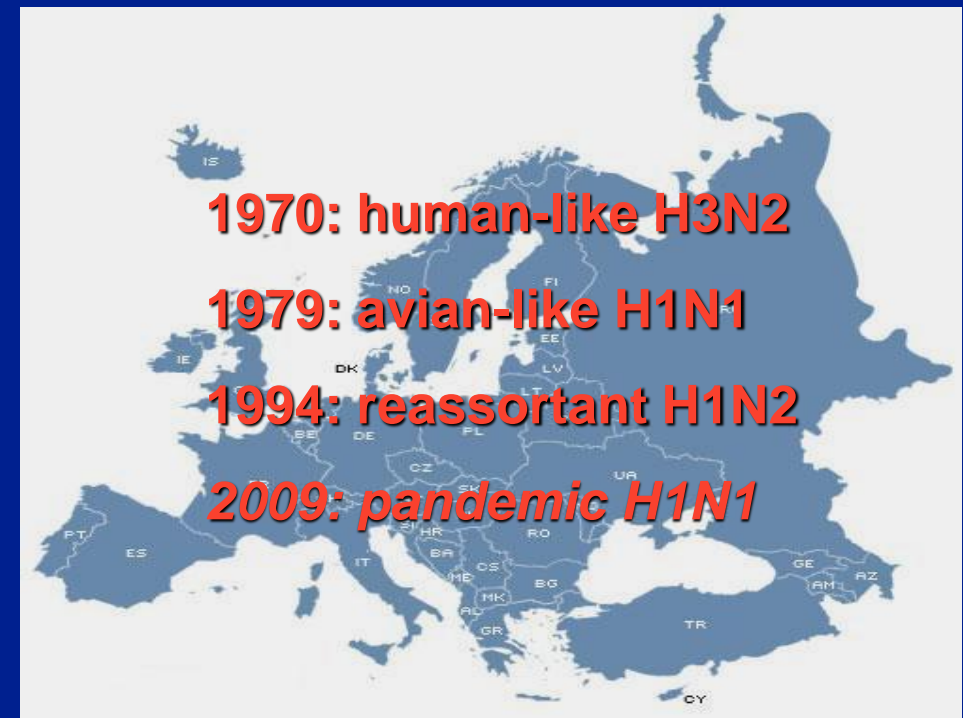 IS
1970: human-like H3N2
FI
NO
1979: avian-like H1N1
EE
IE
DK
LV
LT
1994: reassortant H1N2
BE
DE
PL
CZ
UA
SK
2009: pandemic H1N1
HR
RO
PT
ES
IT
BA
CS
GE
AZ
ME
BG
AM
MK
AL
TR
GR
CY